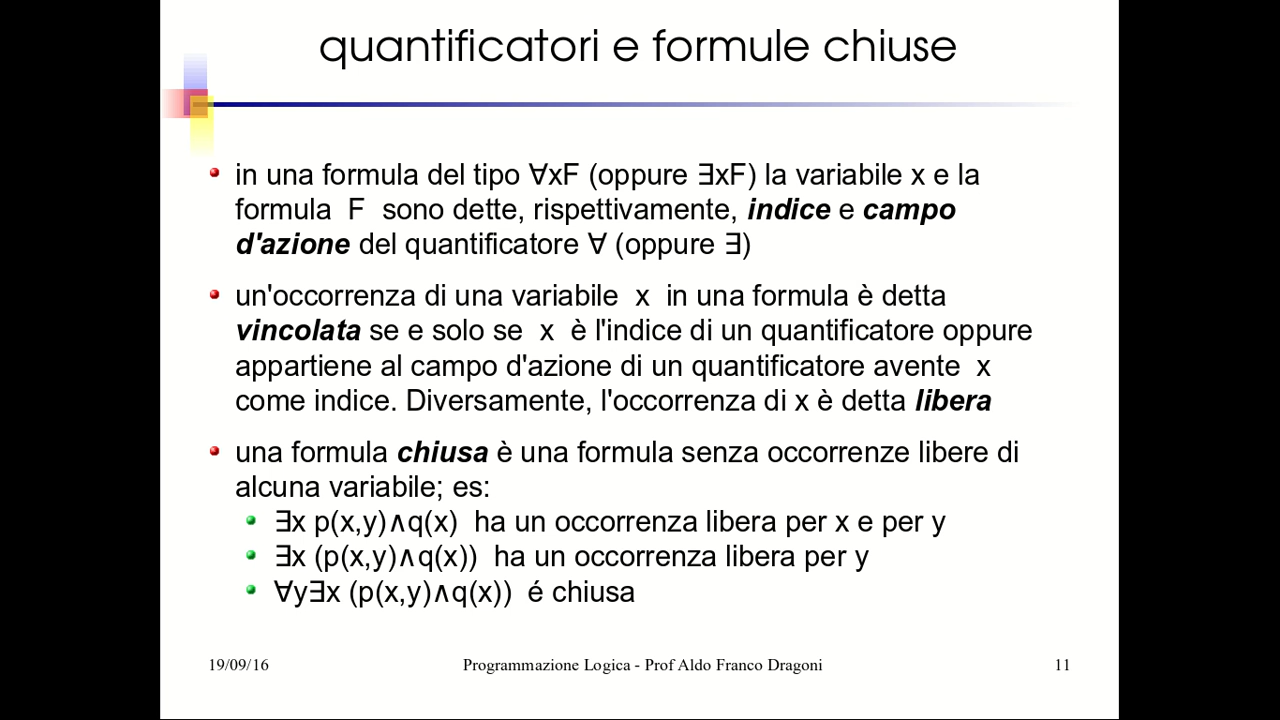 quantificatori e formule chiuse
in una formula del tipo ∀xF (oppure ∃xF) la variabile x e la
formula F sono dette, rispettivamente, indice e campo
d'azione del quantificatore ∀ (oppure ∃)
un'occorrenza di una variabile x in una formula è detta
vincolata se e solo se x è l'indice di un quantificatore oppure
appartiene al campo d'azione di un quantificatore avente x
come indice. Diversamente, l'occorrenza di x è detta libera
una formula chiusa è una formula senza occorrenze libere di
alcuna variabile; es:
∃x p(x,y)∧q(x) ha un occorrenza libera per x e per y
∃x (p(x,y)∧q(x)) ha un occorrenza libera per y
∀y∃x (p(x,y)∧q(x)) é chiusa
19/09/16 Programmazione Logica - Prof Aldo Franco Dragoni 11